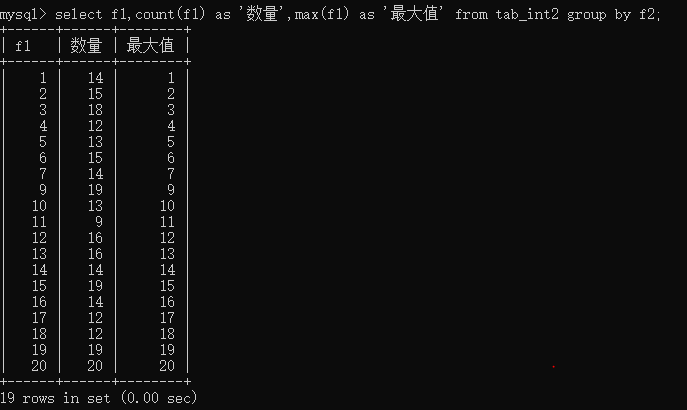 mysql> select f1,count(f1) as '数量',max(f1) as '最大值' from tab_int2 group by f2;
+------+------+--------+
| f1   | 数量 | 最大值 |
+------+------+--------+
|    1 |   14 |      1 |
|    2 |   15 |      2 |
|    3 |   18 |      3 |
|    4 |   12 |      4 |
|    5 |   13 |      5 |
|    6 |   15 |      6 |
|    7 |   14 |      7 |
|    9 |   19 |      9 |
|   10 |   13 |     10 |
|   11 |    9 |     11 |
|   12 |   16 |     12 |
|   13 |   16 |     13 |
|   14 |   14 |     14 |
|   15 |   19 |     15 |
|   16 |   14 |     16 |
|   17 |   12 |     17 |
|   18 |   12 |     18 |
|   19 |   19 |     19 |
|   20 |   20 |     20 |
+------+------+--------+
19 rows in set (0.00 sec)